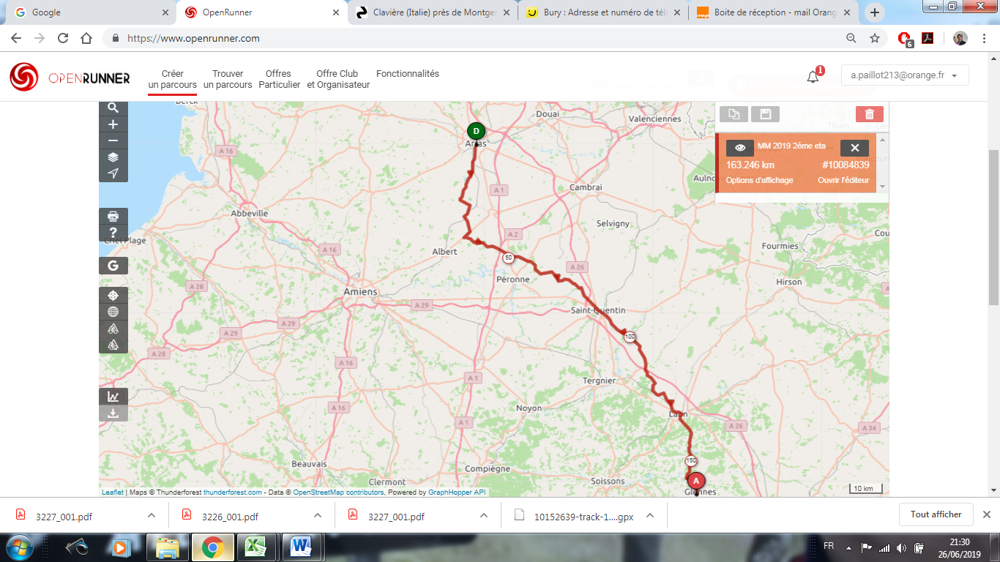 Google
OpenRunner
Clavière (Italie) près de Montger
Bury : Adresse et numéro de tél
Boite de réception - mail Orang
https://www.openrunner.com
6
OPENRUNNER
Créer
un parcours
Trouver
un parcours
Offres
Particulier
Offre Club
et Organisateur
Fonctionnalités
1
a.paillot213@orange.fr
Berck
Douai
Valenciennes
D
Arras
A 16
MM 2019 2éme eta...
163.246 km
#10084839
Options d'affichage
Ouvrir l'éditeur
Aulno
A 1
Cambrai
Abbeville
Selvigny
Criel Plage
A 2
Cou
Fourmies
A 16
Albert
50
A 26
Péronne
Hirson
A 28
Amiens
A 29
Saint-Quentin
A 29
A 29
100
A 28
A 16
A 1
Tergnier
Noyon
A 16
Laon
A 1
A 26
A 34
Beauvais
150
Compiègne
Clermont
Soissons
A
Glennes
10 km
Leaflet | Maps © Thunderforest thunderforest.com - Data © OpenStreetMap contributors, Powered by GraphHopper API
3227_001.pdf
3226_001.pdf
3227_001.pdf
10152639-track-1....gpx
Tout afficher
FR
21:30
26/06/2019